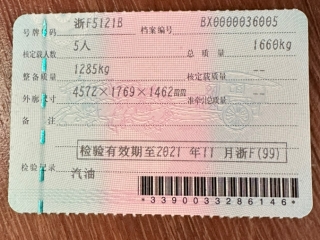 号牌号码 浙F5121B 档案编号 BX0000036005
核定载人数 5人 总质量 1660kg
整备质量 1285kg 核定载质量 --
外廓尺寸 4572×1769×1462mm 准牵引总质量 --
备注
检验有效期至2021年11月浙F(99)
检验记录 汽油
*3390033286146*